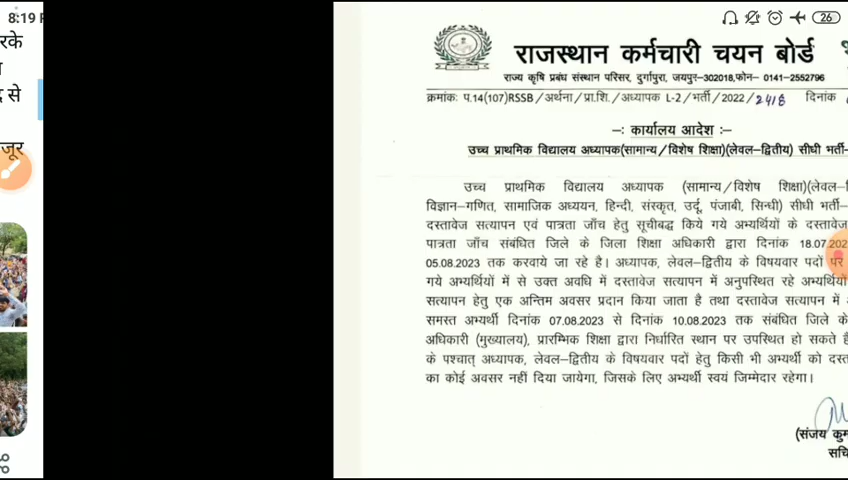 8:19
रके
से
जूर
26
राजस्थान कर्मचारी चयन बोर्ड
राज्य कृषि प्रबंध संस्थान परिसर, दुर्गापुरा, जयपुर–302018,फोन– 0141–2552796
क्रमांकः प.14(107)RSSB/अर्थना/प्रा.शि./अध्यापक L-2/भर्ती/2022/2418 दिनांक
–: कार्यालय आदेश :–
उच्च प्राथमिक विद्यालय अध्यापक(सामान्य/विशेष शिक्षा)(लेवल–द्वितीय) सीधी भर्ती–
उच्च प्राथमिक विद्यालय अध्यापक (सामान्य/विशेष शिक्षा)(लेवल–
विज्ञान–गणित, सामाजिक अध्ययन, हिन्दी, संस्कृत, उर्दू, पंजाबी, सिन्धी) सीधी भर्ती–
दस्तावेज सत्यापन एवं पात्रता जाँच हेतु सूचीबद्ध किये गये अभ्यर्थियों के दस्तावेज
पात्रता जाँच संबंधित जिले के जिला शिक्षा अधिकारी द्वारा दिनांक 18.07.202
05.08.2023 तक करवाये जा रहे है। अध्यापक, लेवल–द्वितीय के विषयवार पदों पर
गये अभ्यर्थियों में से उक्त अवधि में दस्तावेज सत्यापन में अनुपस्थित रहे अभ्यर्थियों
सत्यापन हेतु एक अन्तिम अवसर प्रदान किया जाता है तथा दस्तावेज सत्यापन में
समस्त अभ्यर्थी दिनांक 07.08.2023 से दिनांक 10.08.2023 तक संबंधित जिले के
अधिकारी (मुख्यालय), प्रारम्भिक शिक्षा द्वारा निर्धारित स्थान पर उपस्थित हो सकते है
के पश्चात् अध्यापक, लेवल–द्वितीय के विषयवार पदों हेतु किसी भी अभ्यर्थी को दस्त
का कोई अवसर नहीं दिया जायेगा, जिसके लिए अभ्यर्थी स्वयं जिम्मेदार रहेगा।
(संजय कुम
सचि